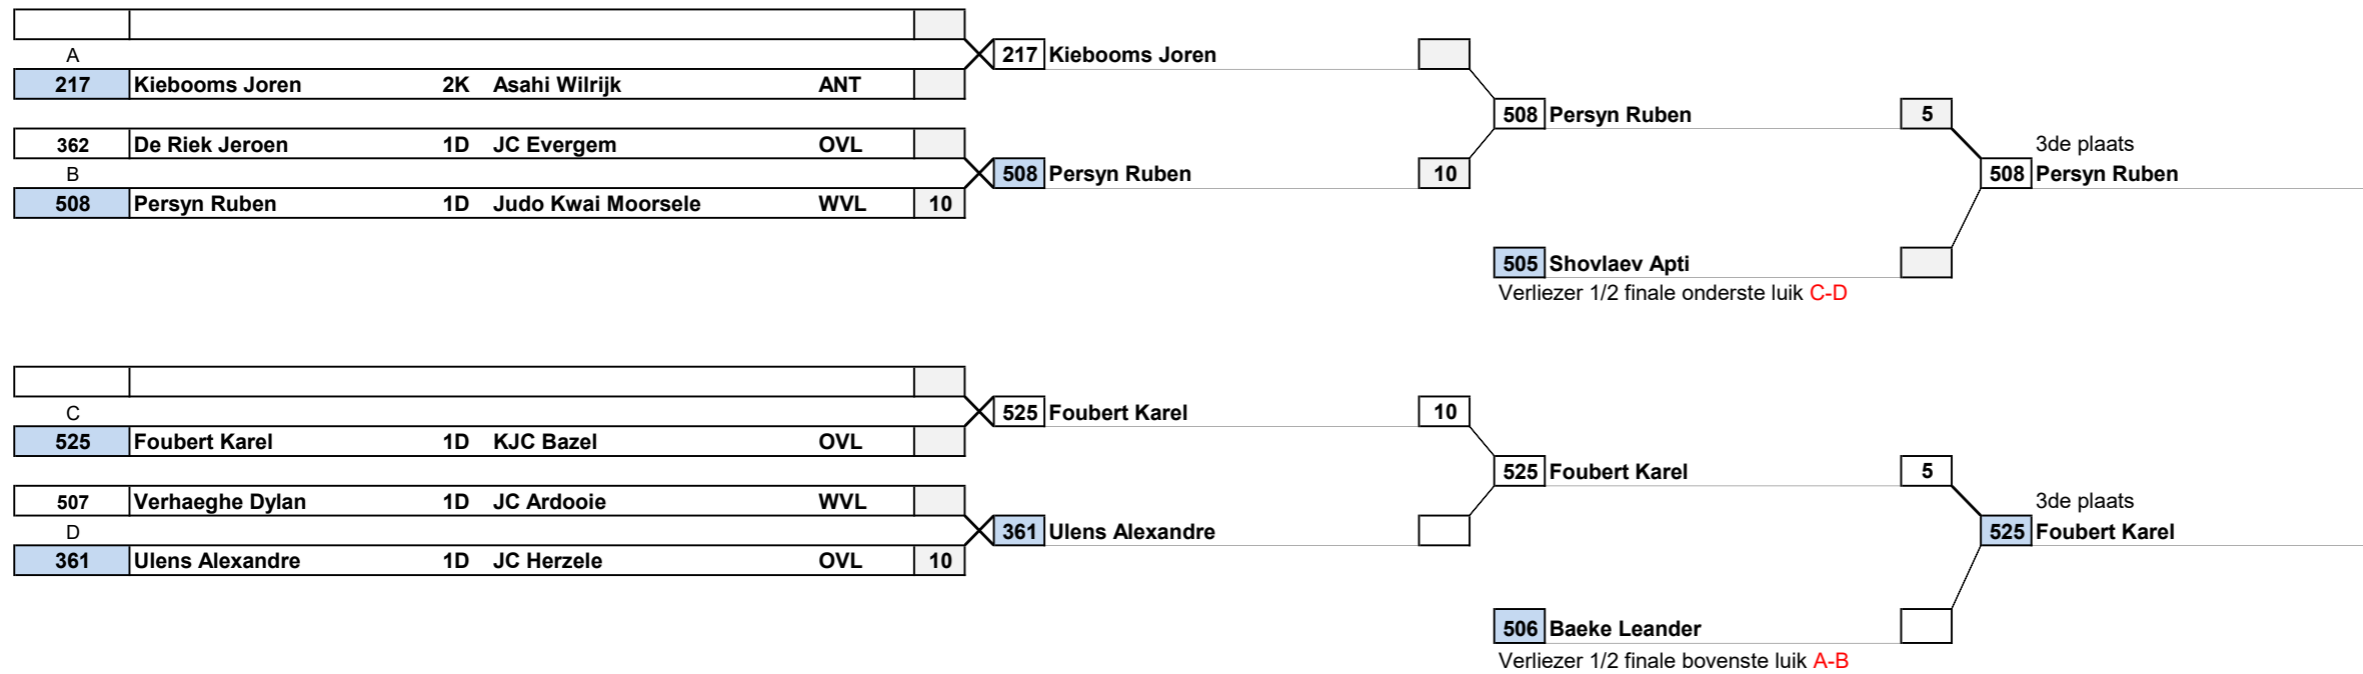 A
217 Kiebooms Joren 2K Asahi Wilrijk ANT
362 De Riek Jeroen 1D JC Evergem OVL
B
508 Persyn Ruben 1D Judo Kwai Moorsele WVL 10
217 Kiebooms Joren
508 Persyn Ruben 10
508 Persyn Ruben 5
505 Shovlaev Apti
Verliezer 1/2 finale onderste luik C-D
3de plaats
508 Persyn Ruben
C
525 Foubert Karel 1D KJC Bazel OVL
507 Verhaeghe Dylan 1D JC Ardooie WVL
D
361 Ulens Alexandre 1D JC Herzele OVL 10
525 Foubert Karel 10
361 Ulens Alexandre
525 Foubert Karel 5
506 Baeke Leander
Verliezer 1/2 finale bovenste luik A-B
3de plaats
525 Foubert Karel